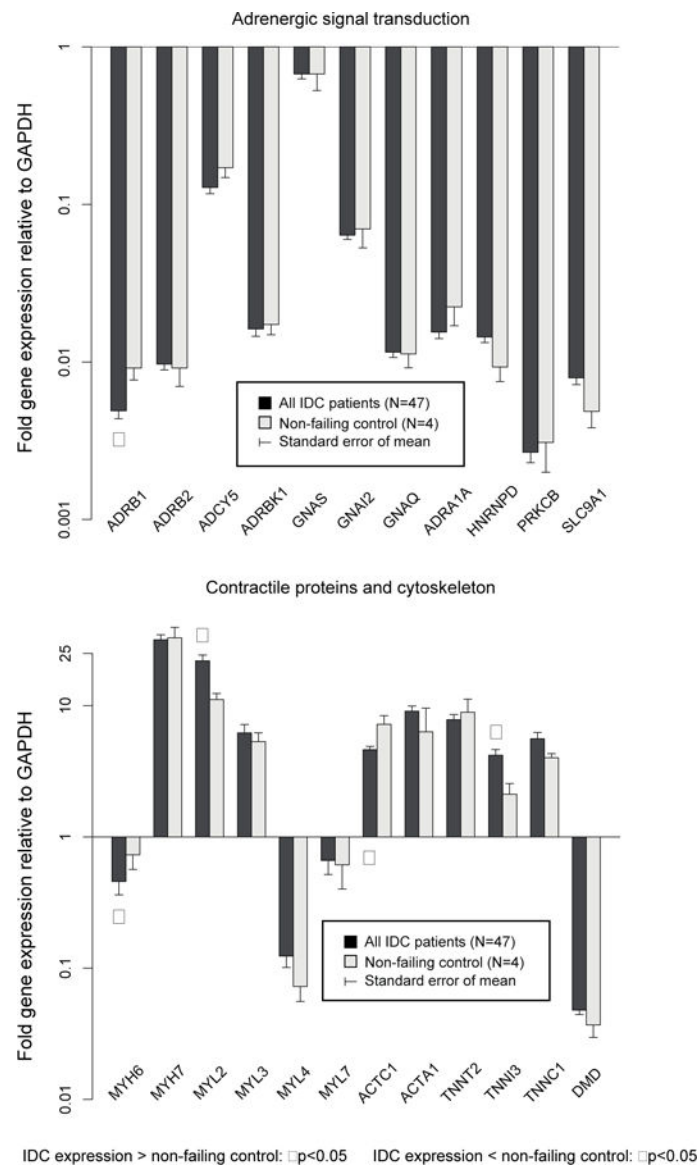 Adrenergic signal transduction
Fold gene expression relative to GAPDH
1
0.1
0.01
0.001
All IDC patients (N=47)
Non-failing control (N=4)
Standard error of mean
ADRB1
ADRB2
ADCY5
ADRBK1
GNAS
GNAI2
GNAQ
ADRA1A
HNRNPD
PRKCB
SLC9A1
Contractile proteins and cytoskeleton
Fold gene expression relative to GAPDH
25
10
1
0.1
0.01
All IDC patients (N=47)
Non-failing control (N=4)
Standard error of mean
MYH6
MYH7
MYL2
MYL3
MYL4
MYL7
ACTC1
ACTA1
TNNT2
TNNI3
TNNC1
DMD
IDC expression > non-failing control: □p<0.05 IDC expression < non-failing control: □p<0.05